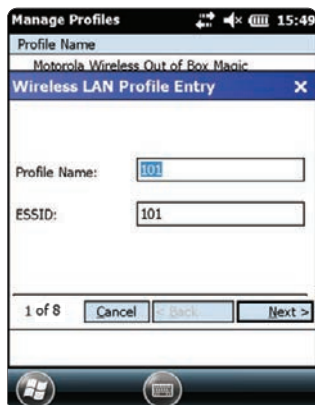 Manage Profiles 15:49
Profile Name
Motorola Wireless Out of Box Magic
Wireless LAN Profile Entry
Profile Name: 101
ESSID: 101
1 of 8 Cancel < Back Next >